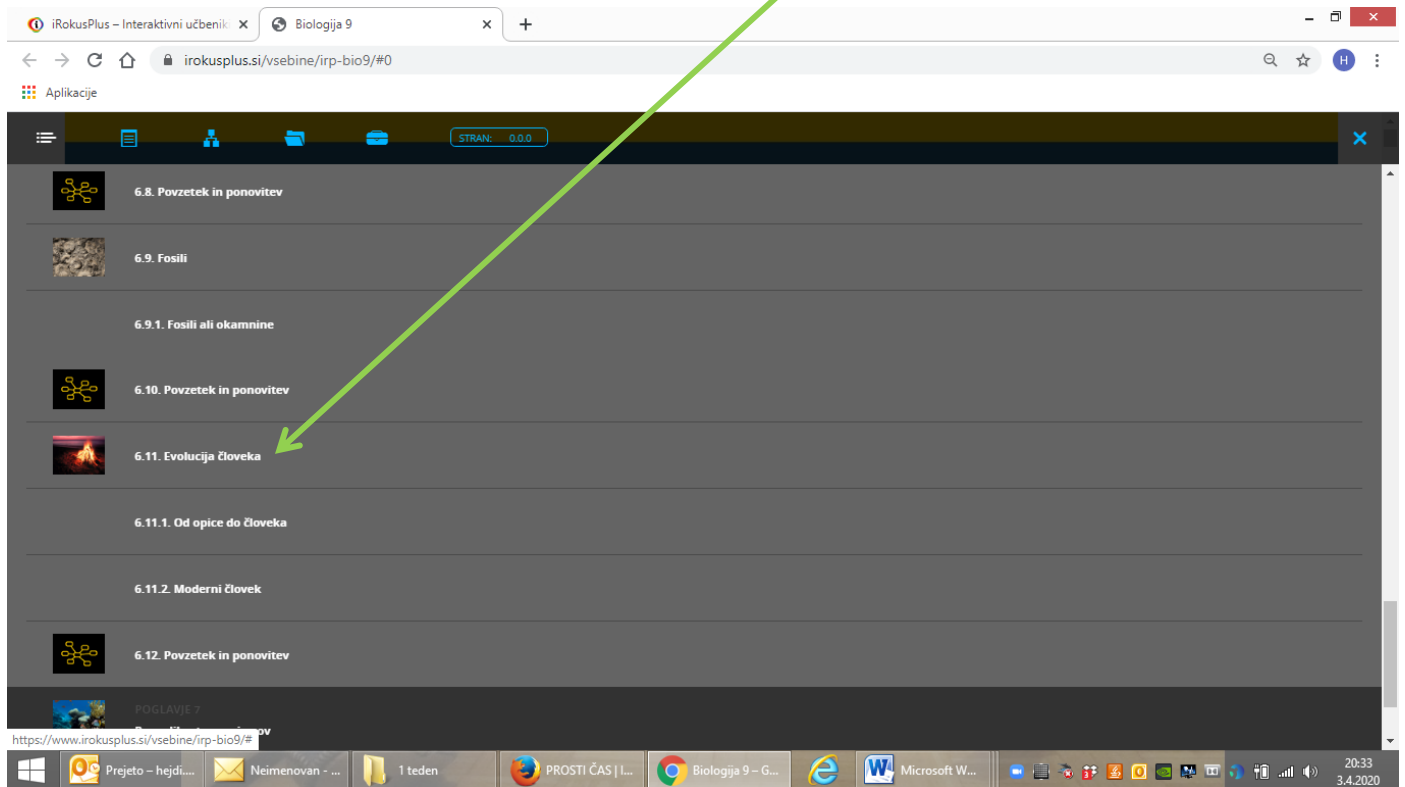 iRokusPlus – Interaktivni učbenik
Biologija 9
irokusplus.si/vsebine/irp-bio9/#0
H
Aplikacije
STRAN: 0.0.0
6.8. Povzetek in ponovitev
6.9. Fosili
6.9.1. Fosili ali okamnine
6.10. Povzetek in ponovitev
6.11. Evolucija človeka
6.11.1. Od opice do človeka
6.11.2. Moderni človek
6.12. Povzetek in ponovitev
POGLAVJE 7
https://www.irokusplus.si/vsebine/irp-bio9/#
Prejeto – hejdi....
Neimenovan - ...
1 teden
PROSTI ČAS | I...
Biologija 9 – G...
Microsoft W...
20:33
3.4.2020